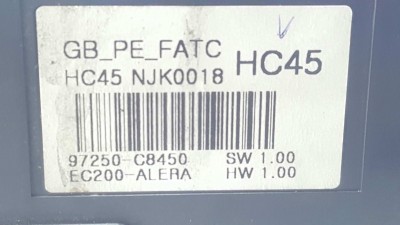 GB_PE_FATC
HC45 NJK0018 HC45
97250-C8450 SW 1.00
EC200-ALERA HW 1.00